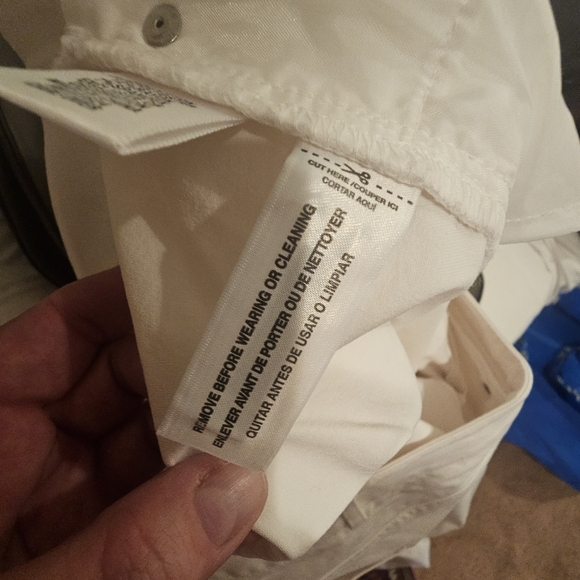 CUT HERE /COUPER ICI
CORTAR AQUÍ
REMOVE BEFORE WEARING OR CLEANING
ENLEVER AVANT DE PORTER OU DE NETTOYER
QUITAR ANTES DE USAR O LIMPIAR